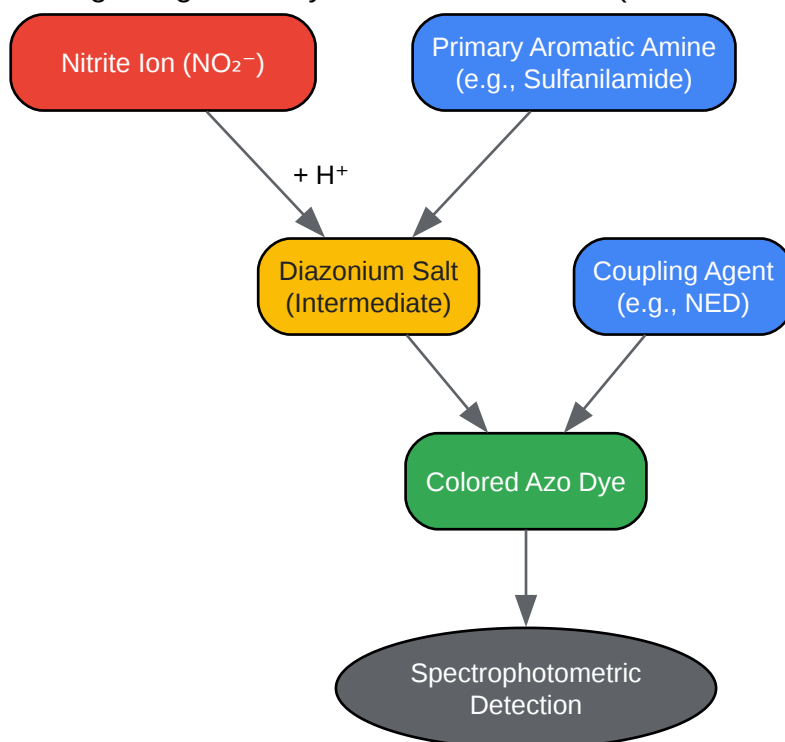 Nitrite Ion (NO₂⁻)
Primary Aromatic Amine
(e.g., Sulfanilamide)
+ H⁺
Diazonium Salt
(Intermediate)
Coupling Agent
(e.g., NED)
Colored Azo Dye
Spectrophotometric
Detection